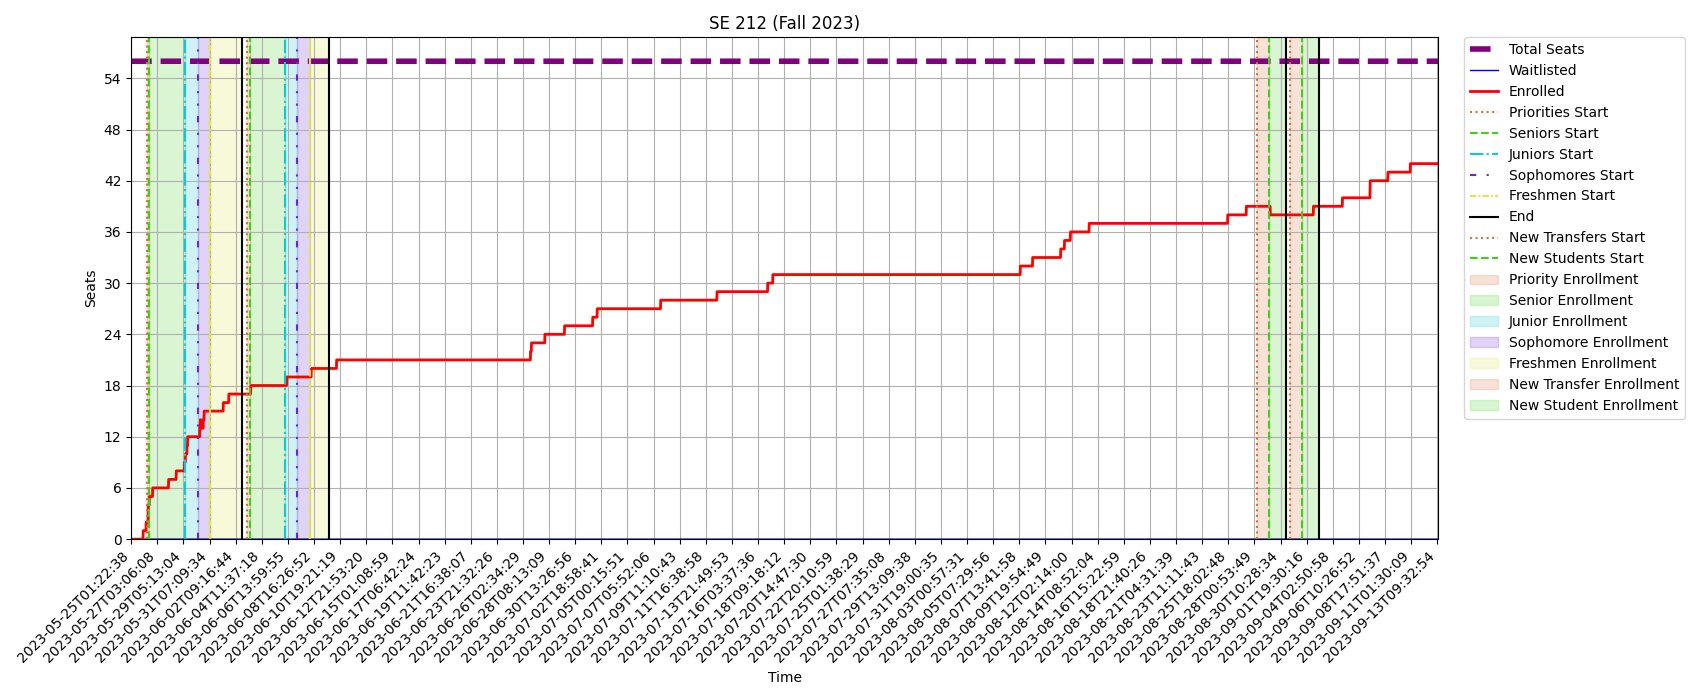 SE 212 (Fall 2023)
Total Seats
Waitlisted
Enrolled
Priorities Start
Seniors Start
Juniors Start
Sophomores Start
Freshmen Start
End
New Transfers Start
New Students Start
Priority Enrollment
Senior Enrollment
Junior Enrollment
Sophomore Enrollment
Freshmen Enrollment
New Transfer Enrollment
New Student Enrollment
Seats
54
48
42
36
30
24
18
12
6
0
2023-05-25T01:22:38
2023-05-27T03:06:08
2023-05-29T05:13:04
2023-05-31T07:09:34
2023-06-02T09:16:44
2023-06-04T11:37:18
2023-06-06T13:59:55
2023-06-08T16:26:52
2023-06-10T19:21:19
2023-06-12T21:53:20
2023-06-15T01:08:59
2023-06-17T06:42:24
2023-06-19T11:42:23
2023-06-21T16:38:07
2023-06-23T21:32:26
2023-06-26T02:34:29
2023-06-28T08:13:09
2023-06-30T13:26:56
2023-07-02T18:58:41
2023-07-05T00:15:51
2023-07-07T05:52:06
2023-07-09T11:10:43
2023-07-11T16:38:58
2023-07-13T21:49:53
2023-07-16T03:37:36
2023-07-18T09:18:12
2023-07-20T14:47:30
2023-07-22T20:10:59
2023-07-25T01:38:29
2023-07-27T07:35:08
2023-07-29T13:09:38
2023-07-31T19:00:35
2023-08-03T00:57:31
2023-08-05T07:29:56
2023-08-07T13:41:58
2023-08-09T19:54:49
2023-08-12T02:14:00
2023-08-14T08:52:04
2023-08-16T15:22:59
2023-08-18T21:40:26
2023-08-21T04:31:39
2023-08-23T11:11:43
2023-08-25T18:02:48
2023-08-28T00:53:49
2023-08-30T10:28:34
2023-09-01T19:30:16
2023-09-04T02:50:58
2023-09-06T10:26:52
2023-09-08T17:51:37
2023-09-11T01:30:09
2023-09-13T09:32:54
Time